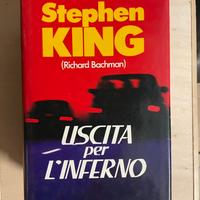 Stephen
KING
(Richard Bachman)
USCITA
per
L'INFERNO